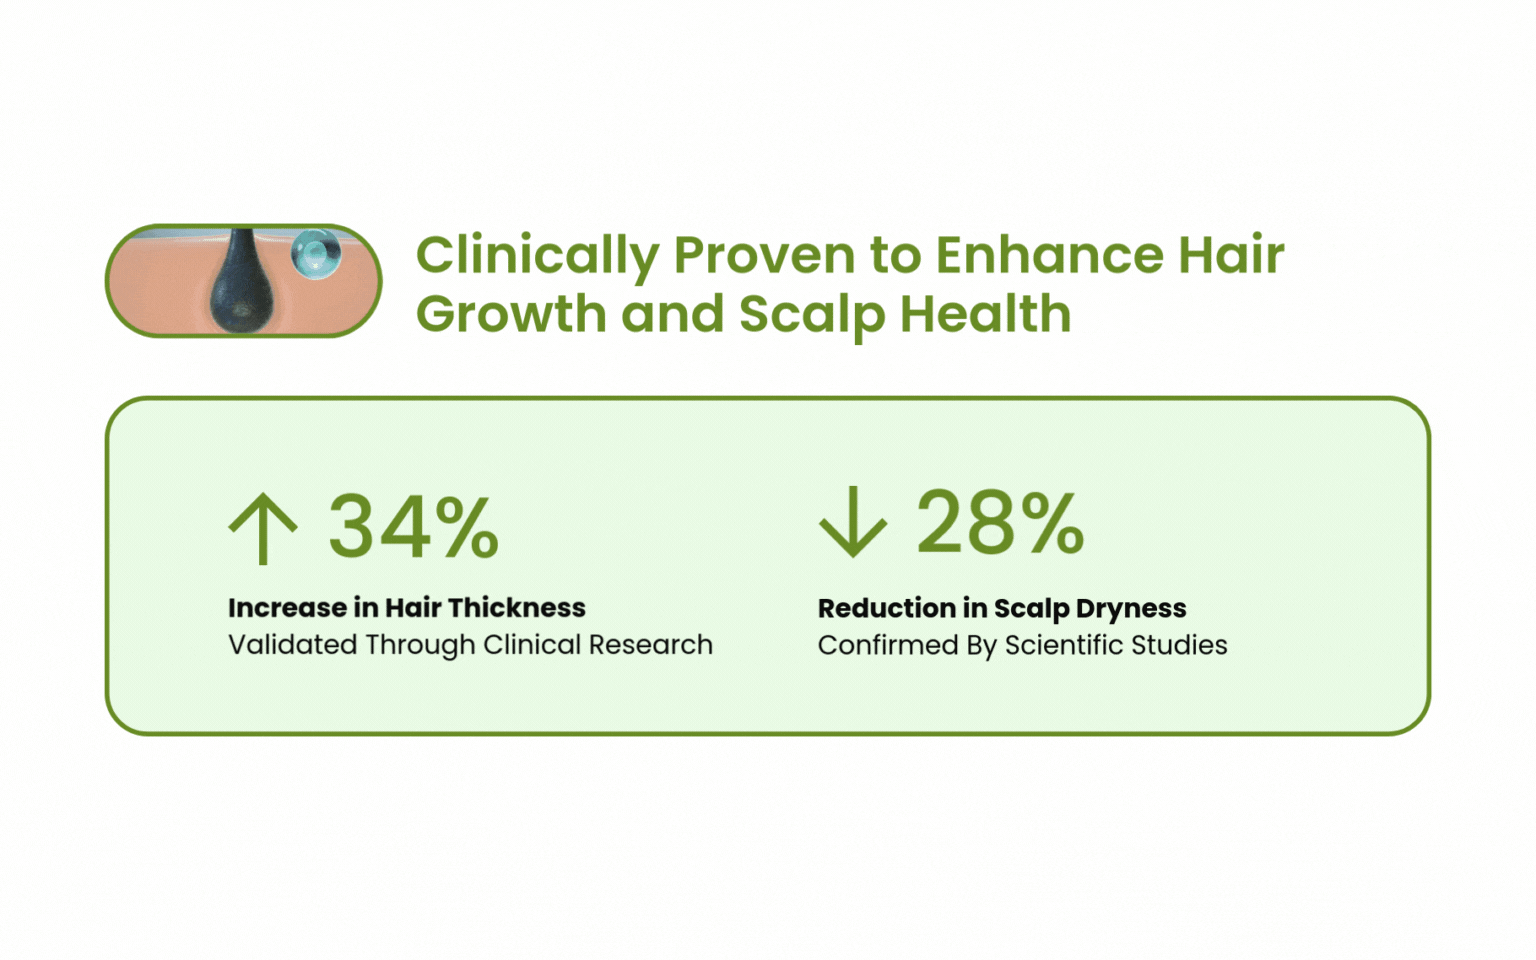 Clinically Proven to Enhance Hair
Growth and Scalp Health
34%
Increase in Hair Thickness
Validated Through Clinical Research
28%
Reduction in Scalp Dryness
Confirmed By Scientific Studies